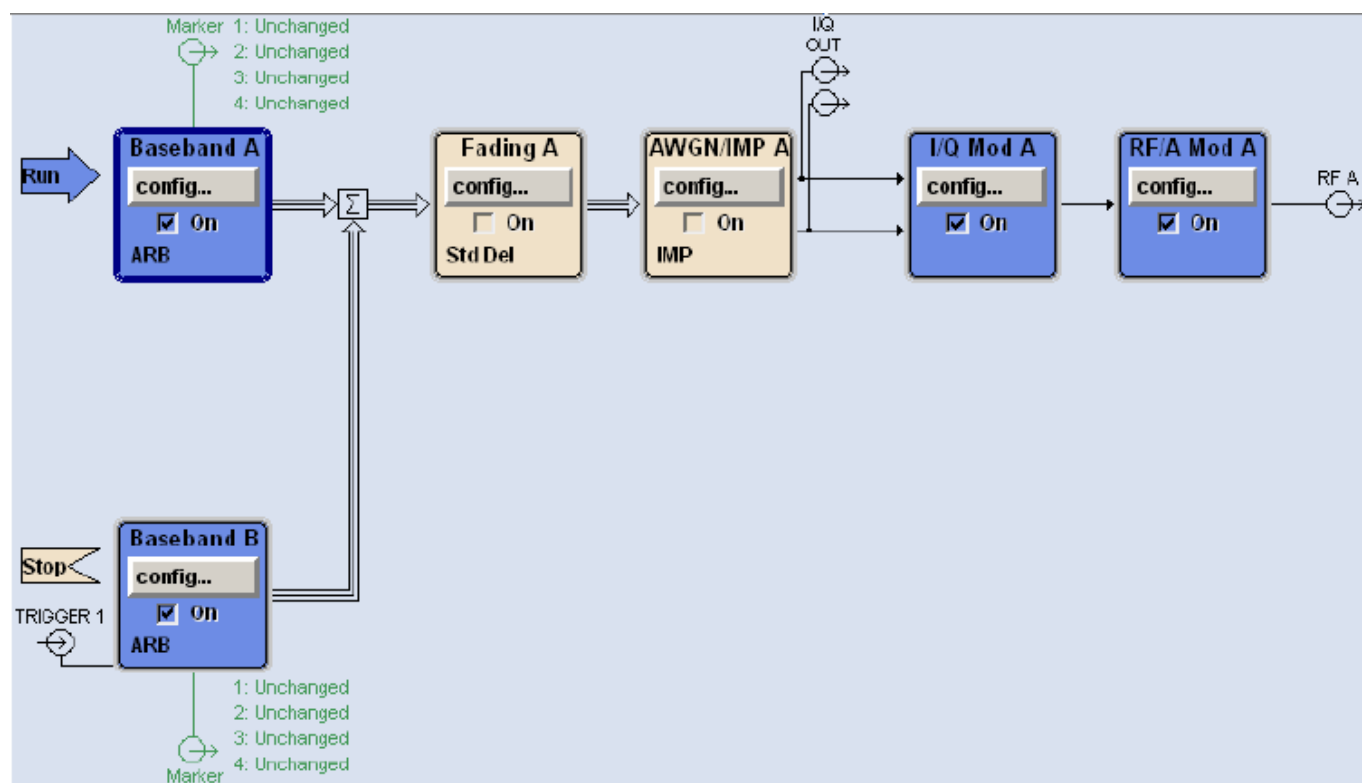 Marker 1: Unchanged
2: Unchanged
3: Unchanged
4: Unchanged
I/Q
OUT
Run
Baseband A
config...
On
ARB
Σ
Fading A
config...
On
Std Del
AWGN/IMP A
config...
On
IMP
I/Q Mod A
config...
On
RF/A Mod A
config...
On
RF A
Stop
TRIGGER 1
Baseband B
config...
On
ARB
1: Unchanged
2: Unchanged
3: Unchanged
Marker 4: Unchanged